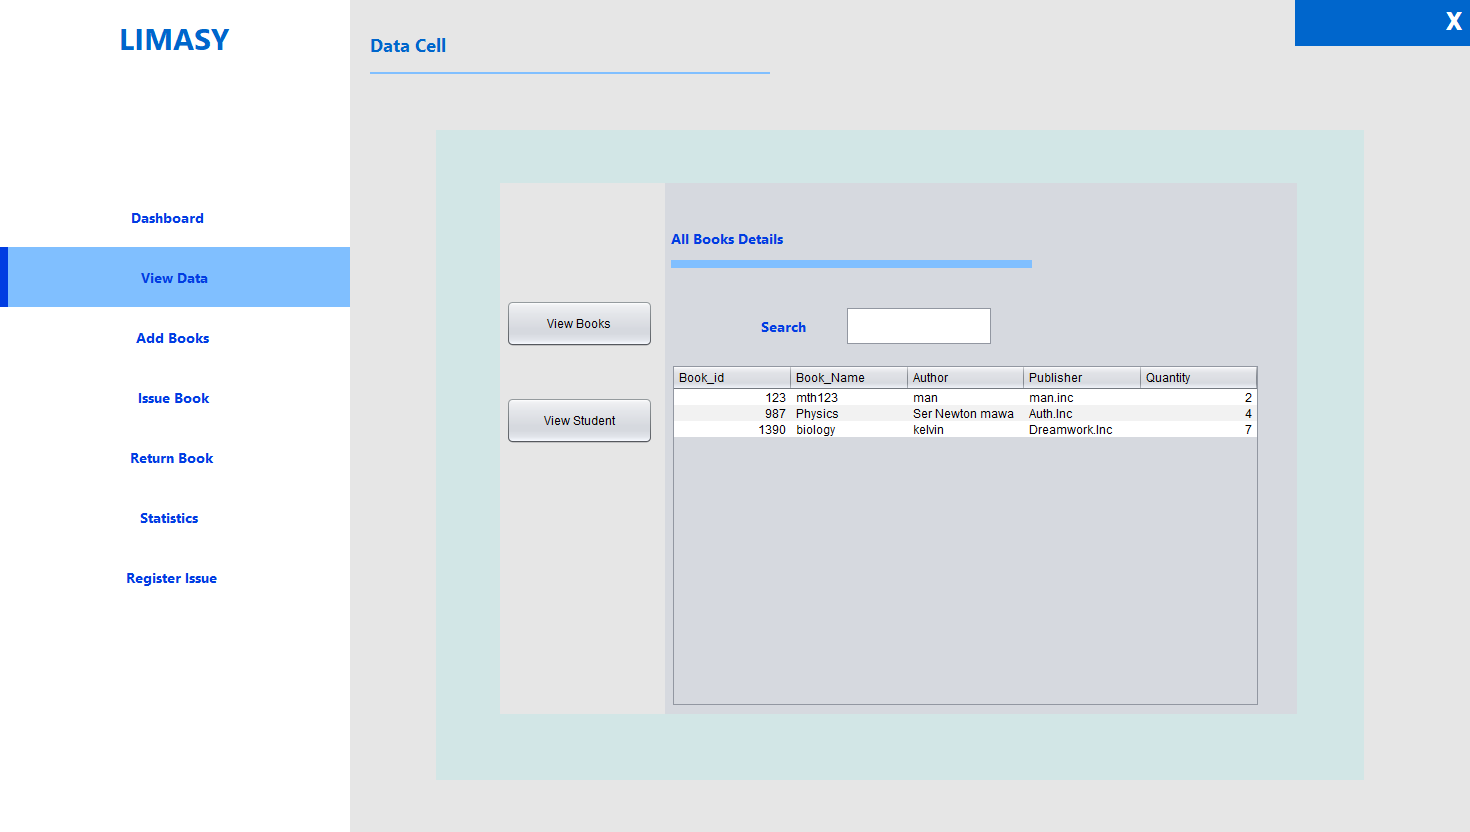 LIMASY
X
Data Cell
Dashboard
View Data
Add Books
Issue Book
Return Book
Statistics
Register Issue
View Books
View Student
All Books Details
Search
Book_id Book_Name Author Publisher Quantity
123 mth123 man man.inc 2
987 Physics Ser Newton mawa Auth.Inc 4
1390 biology kelvin Dreamwork.Inc 7